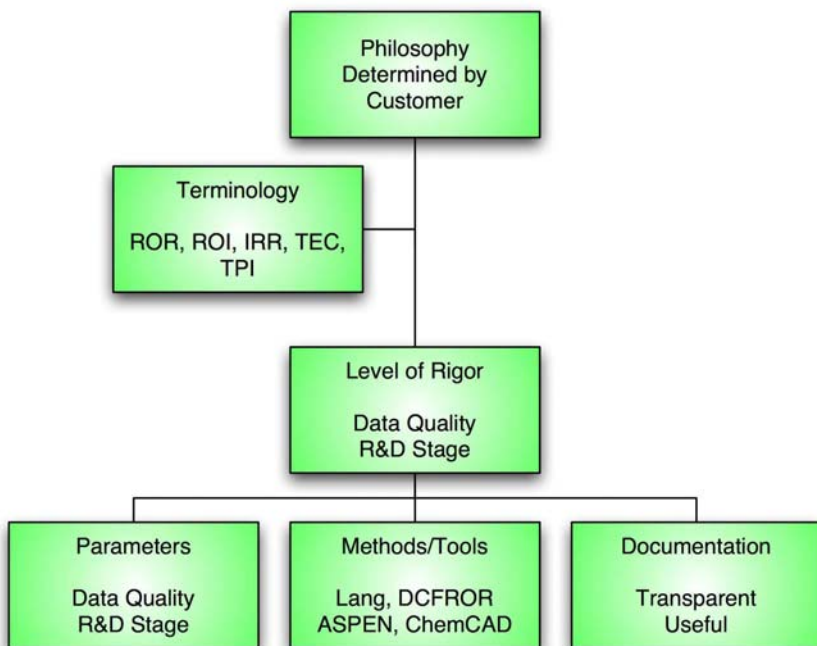 Philosophy
Determined by
Customer
Terminology
ROR, ROI, IRR, TEC,
TPI
Level of Rigor
Data Quality
R&D Stage
Parameters
Data Quality
R&D Stage
Methods/Tools
Lang, DCFROR
ASPEN, ChemCAD
Documentation
Transparent
Useful